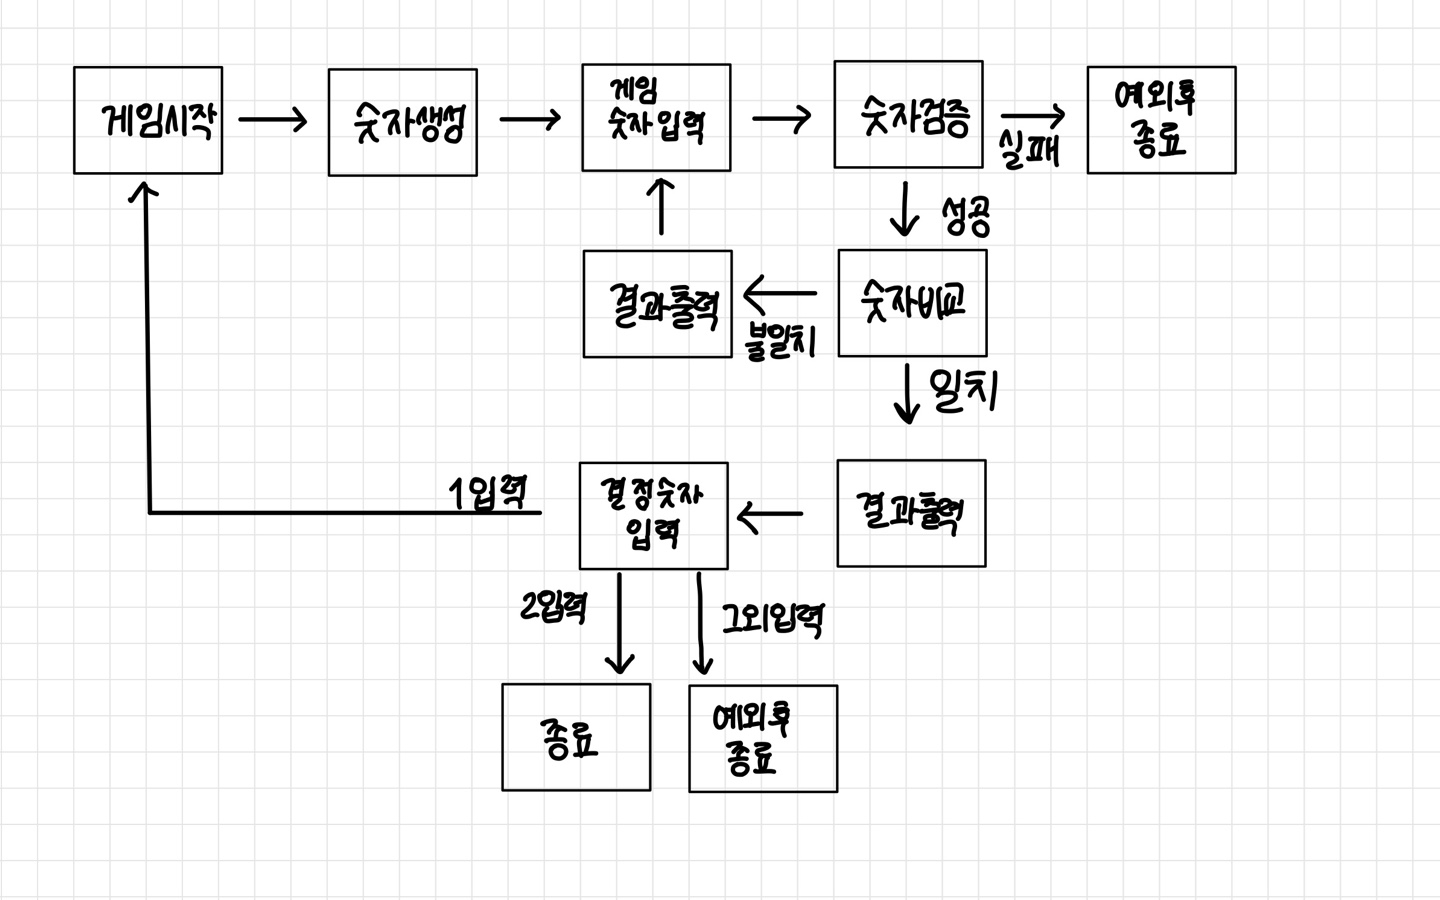 게임시작
숫자생성
게임
숫자입력
숫자검증
실패
예외후
종료
성공
결과출력
불일치
숫자비교
일치
1입력
결정숫자
입력
결과출력
2입력
그외입력
종료
예외후
종료